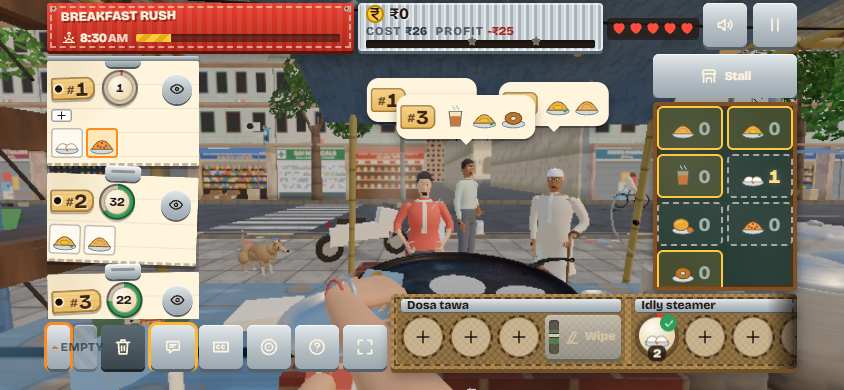 BREAKFAST RUSH
8:30 AM
₹0
COST ₹26 PROFIT -₹25
Stall
#1
1
+
#2
32
#3
22
#1
#3
0
0
0
1
0
0
0
Dosa tawa
Wipe
Idly steamer
2
EMPTY
CC
?